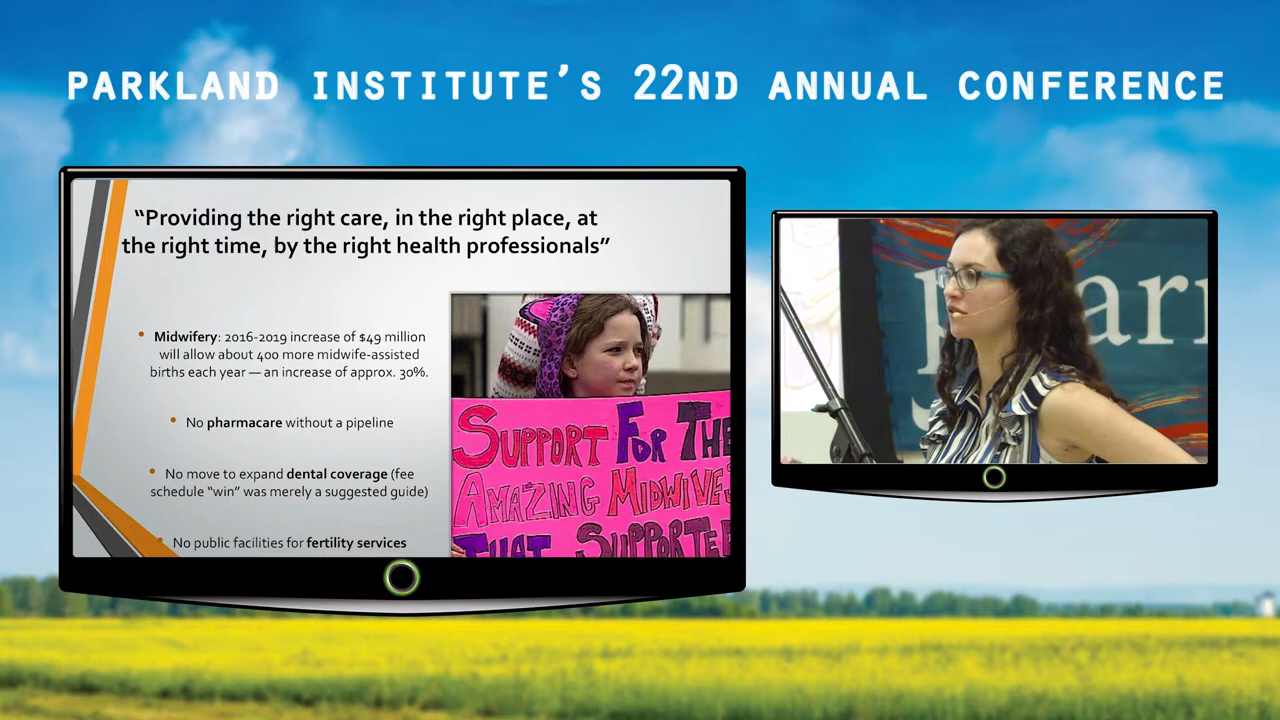 PARKLAND INSTITUTE'S 22ND ANNUAL CONFERENCE
“Providing the right care, in the right place, at
the right time, by the right health professionals”
• Midwifery: 2016-2019 increase of $49 million
will allow about 400 more midwife-assisted
births each year — an increase of approx. 30%.
• No pharmacare without a pipeline
• No move to expand dental coverage (fee
schedule “win” was merely a suggested guide)
• No public facilities for fertility services
SUPPORT FOR THE
AMAZING MIDWIVES
THAT SUPPORTE